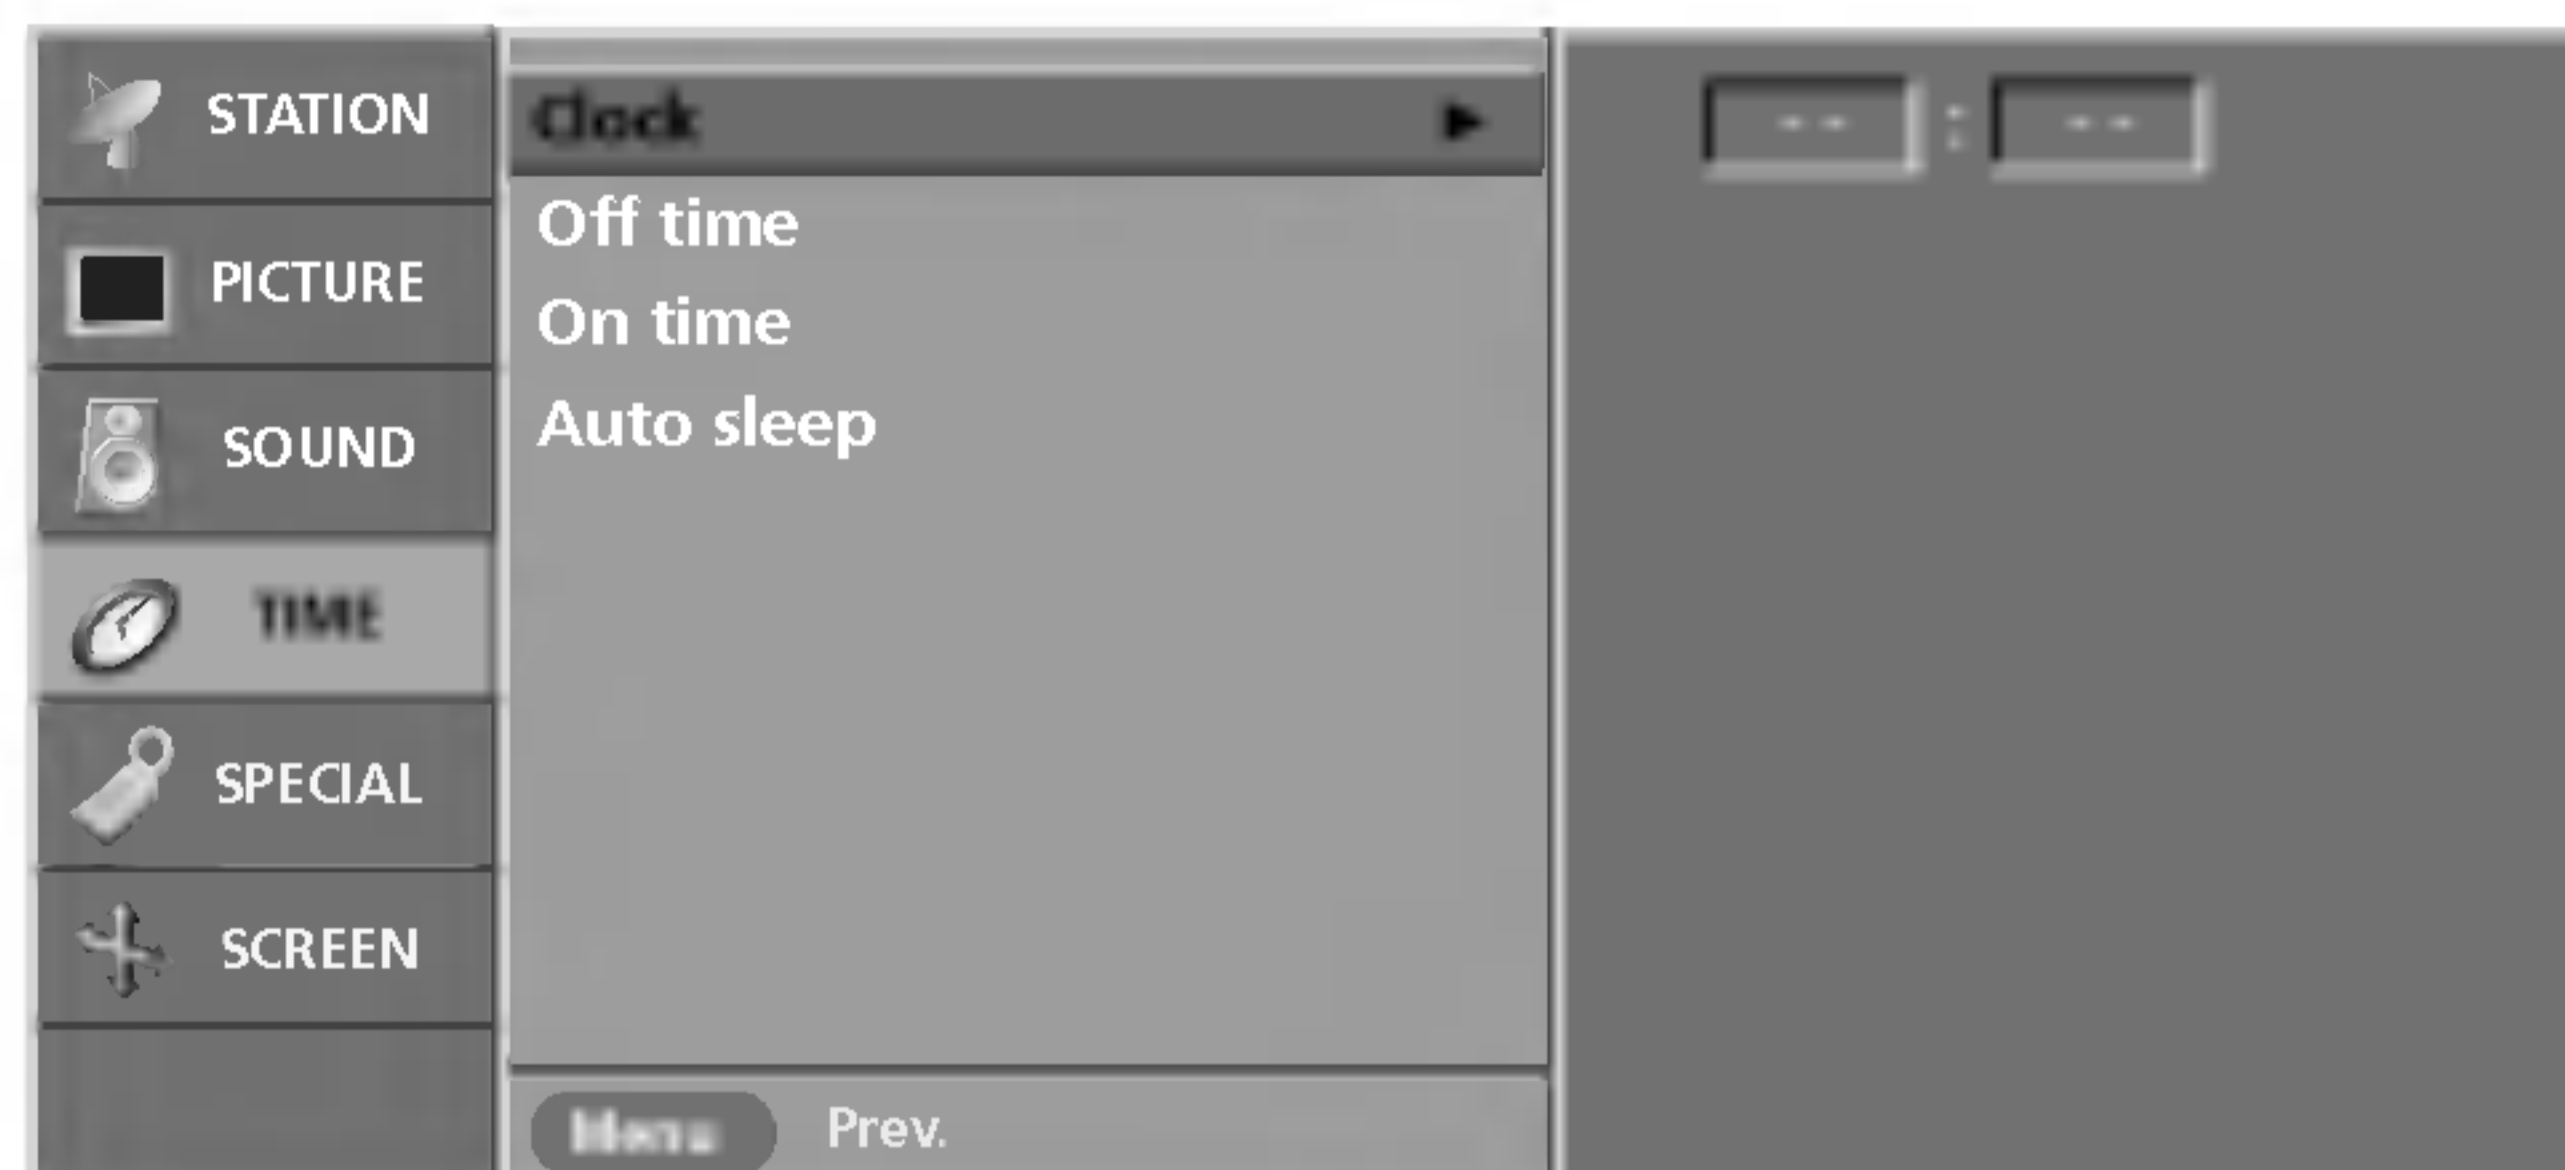 STATION
PICTURE
SOUND
TIME
SPECIAL
SCREEN
Clock ▶
Off time
On time
Auto sleep
Menu Prev.
-- : --